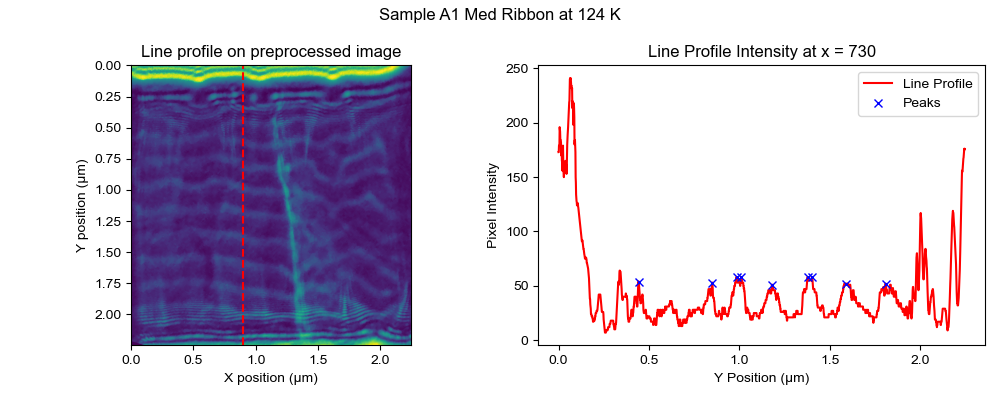 Sample A1 Med Ribbon at 124 K
Line profile on preprocessed image
0.00
0.25
0.50
0.75
1.00
1.25
1.50
1.75
2.00
Y position (μm)
0.0
0.5
1.0
1.5
2.0
X position (μm)
Line Profile Intensity at x = 730
250
200
150
100
50
0
Pixel Intensity
Line Profile
Peaks
0.0
0.5
1.0
1.5
2.0
Y Position (μm)